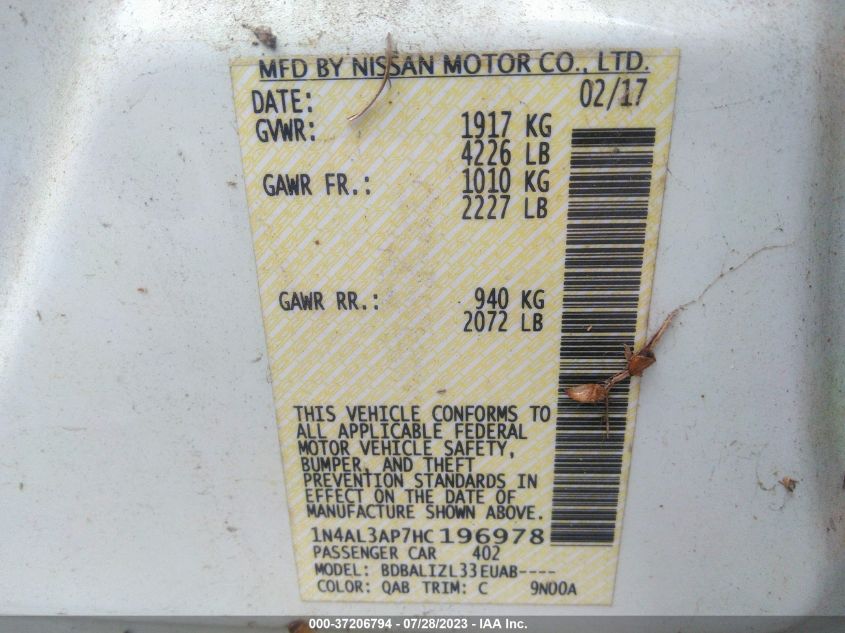 MFD BY NISSAN MOTOR CO., LTD.
DATE: 02/17
GVWR: 1917 KG
4226 LB
GAWR FR.: 1010 KG
2227 LB
GAWR RR.: 940 KG
2072 LB
THIS VEHICLE CONFORMS TO
ALL APPLICABLE FEDERAL
MOTOR VEHICLE SAFETY,
BUMPER, AND THEFT
PREVENTION STANDARDS IN
EFFECT ON THE DATE OF
MANUFACTURE SHOWN ABOVE.
1N4AL3AP7HC196978
PASSENGER CAR 402
MODEL: BDBALIZL33EUAB----
COLOR: QAB TRIM: C 9N00A
000-37206794 / 07/28/2023 - IAA Inc.